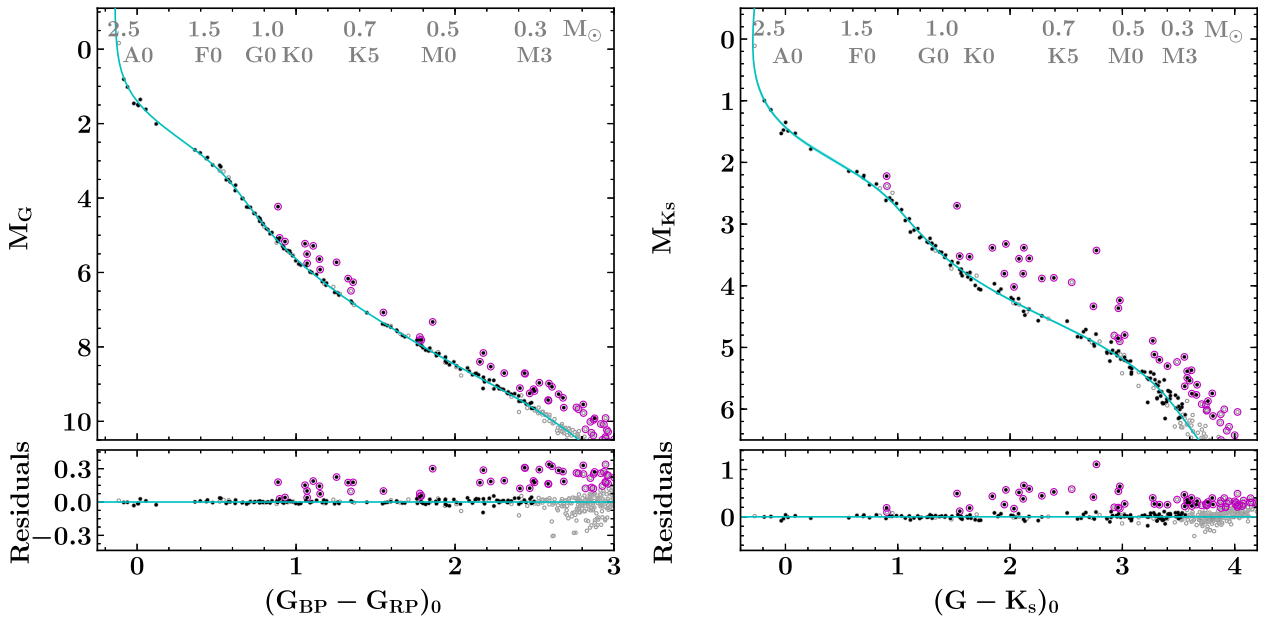 2.5 1.5 1.0 0.7 0.5 0.3 M⊙
A0 F0 G0 K0 K5 M0 M3
0
2
4
6
8
10
M_G
0.3
0.0
−0.3
Residuals
0 1 2 3
(G_BP − G_RP)_0
2.5 1.5 1.0 0.7 0.5 0.3 M⊙
A0 F0 G0 K0 K5 M0 M3
0
1
2
3
4
5
6
M_Ks
1
0
Residuals
0 1 2 3 4
(G − K_s)_0